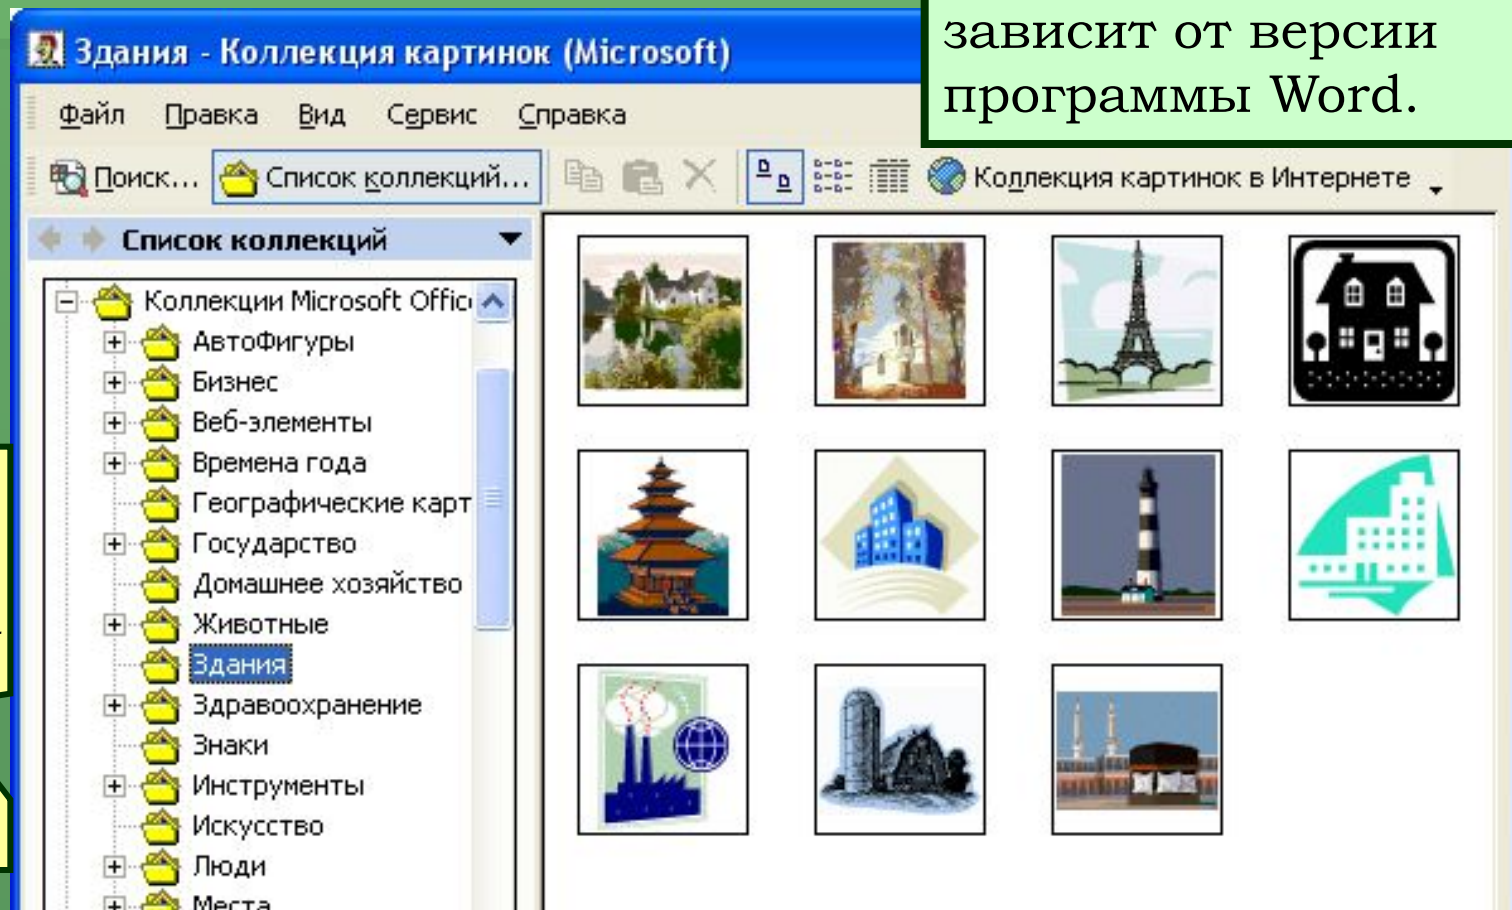 зависит от версии
программы Word.
Здания - Коллекция картинок (Microsoft)
Файл Правка Вид Сервис Справка
Поиск... Список коллекций... Коллекция картинок в Интернете
Список коллекций
Коллекции Microsoft Offic
АвтоФигуры
Бизнес
Веб-элементы
Времена года
Географические карт
Государство
Домашнее хозяйство
Животные
Здания
Здравоохранение
Знаки
Инструменты
Искусство
Люди
Места